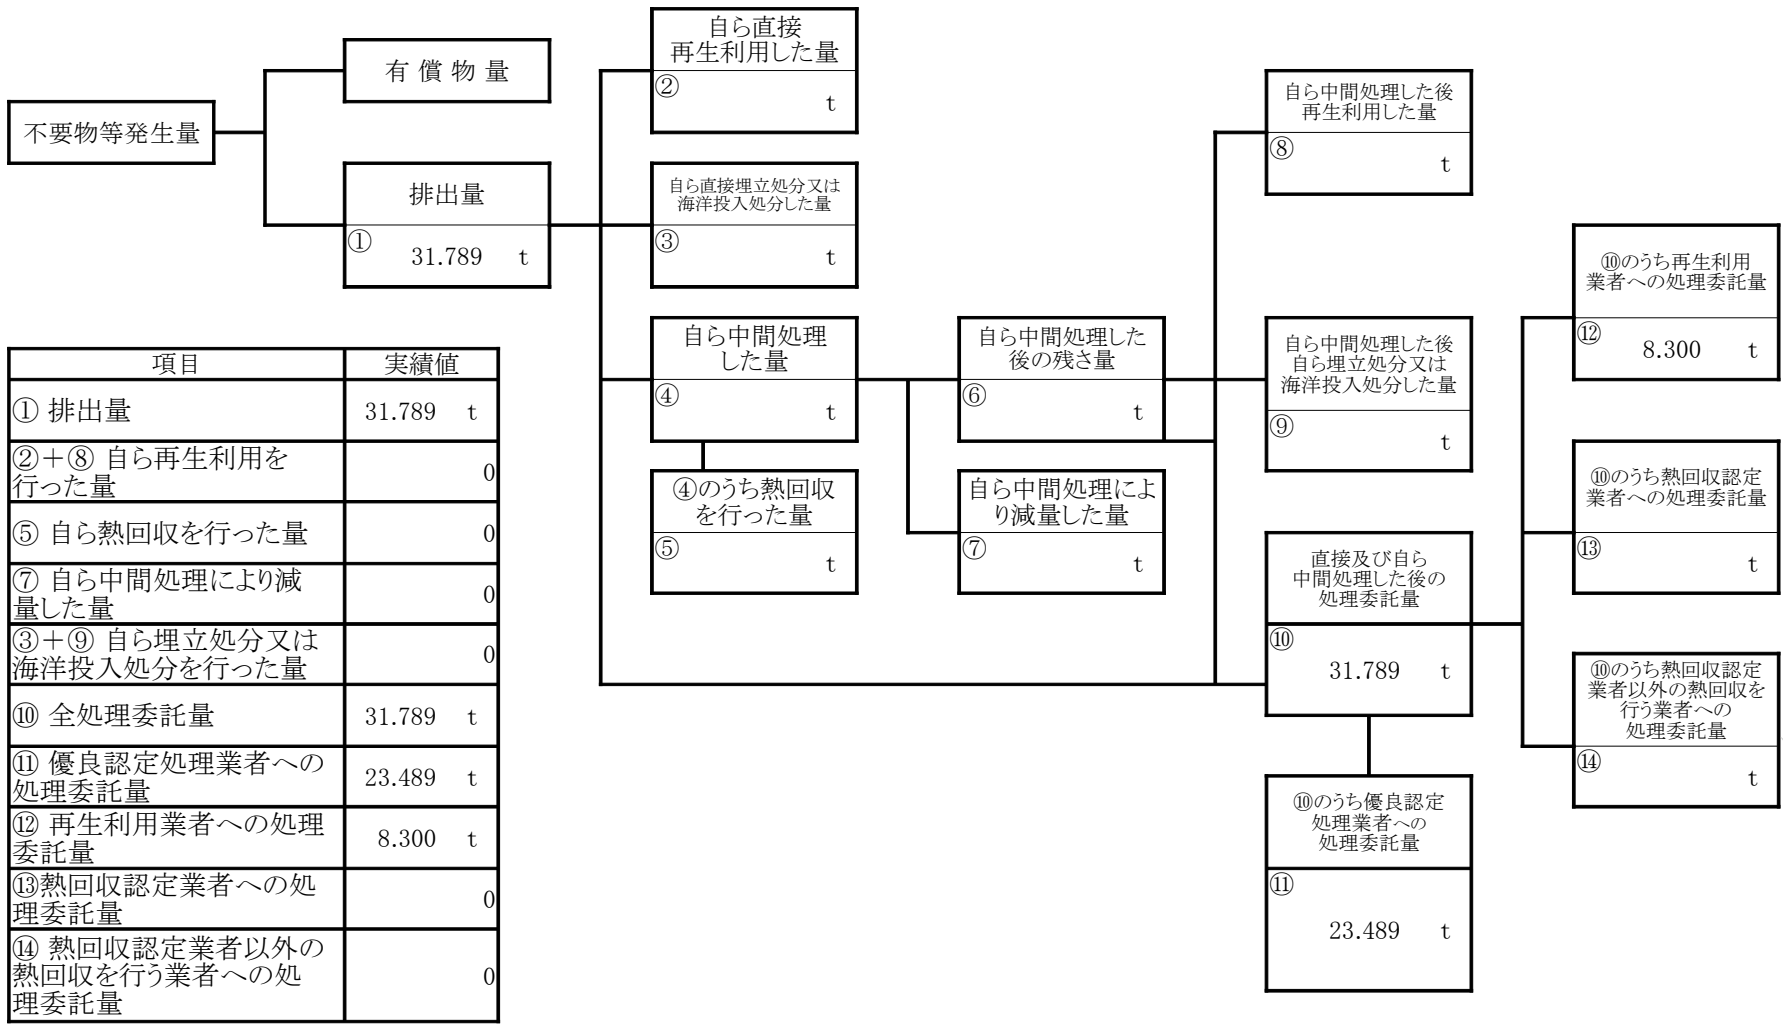 不要物等発生量
有 償 物 量
排出量
①
31.789 t
自ら直接
再生利用した量
②
t
自ら直接埋立処分又は
海洋投入処分した量
③
t
自ら中間処理
した量
④
t
④のうち熱回収
を行った量
⑤
t
自ら中間処理した
後の残さ量
⑥
t
自ら中間処理によ
り減量した量
⑦
t
自ら中間処理した後
再生利用した量
⑧
t
自ら中間処理した後
自ら埋立処分又は
海洋投入処分した量
⑨
t
直接及び自ら
中間処理した後の
処理委託量
⑩
31.789 t
⑩のうち優良認定
処理業者への
処理委託量
⑪
23.489 t
⑩のうち再生利用
業者への処理委託量
⑫
8.300 t
⑩のうち熱回収認定
業者への処理委託量
⑬
t
⑩のうち熱回収認定
業者以外の熱回収を
行う業者への
処理委託量
⑭
t
項目 実績値
① 排出量 31.789 t
②＋⑧ 自ら再生利用を
行った量 0
⑤ 自ら熱回収を行った量 0
⑦ 自ら中間処理により減
量した量 0
③＋⑨ 自ら埋立処分又は
海洋投入処分を行った量 0
⑩ 全処理委託量 31.789 t
⑪ 優良認定処理業者への
処理委託量 23.489 t
⑫ 再生利用業者への処理
委託量 8.300 t
⑬熱回収認定業者への処
理委託量 0
⑭ 熱回収認定業者以外の
熱回収を行う業者への処
理委託量 0